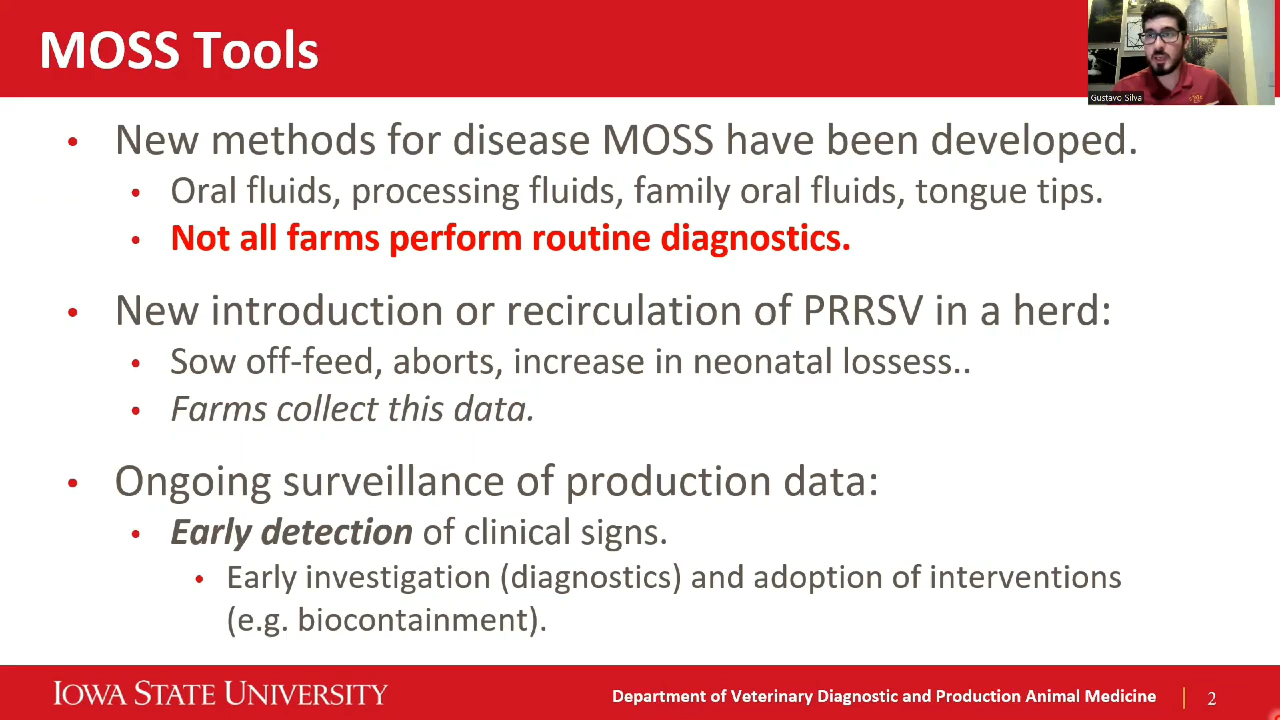 MOSS Tools
Gustavo Silva
• New methods for disease MOSS have been developed.
• Oral fluids, processing fluids, family oral fluids, tongue tips.
• Not all farms perform routine diagnostics.
• New introduction or recirculation of PRRSV in a herd:
• Sow off-feed, aborts, increase in neonatal lossess..
• Farms collect this data.
• Ongoing surveillance of production data:
• Early detection of clinical signs.
• Early investigation (diagnostics) and adoption of interventions
(e.g. biocontainment).
IOWA STATE UNIVERSITY
Department of Veterinary Diagnostic and Production Animal Medicine
2